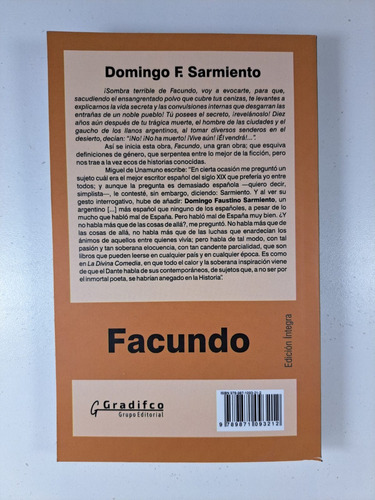 Domingo F. Sarmiento
¡Sombra terrible de Facundo, voy a evocarte, para que,
sacudiendo el ensangrentado polvo que cubre tus cenizas, te levantes a
explicarnos la vida secreta y las convulsiones internas que desgarran las
entrañas de un noble pueblo! Tú posees el secreto, ¡revelánoslo! Diez
años aún después de tu trágica muerte, el hombre de las ciudades y el
gaucho de los llanos argentinos, al tomar diversos senderos en el
desierto, decían: "¡No! ¡No ha muerto! ¡Vive aún! ¡Él vendrá!...".
Así se inicia esta obra, Facundo, una gran obra; que esquiva
definiciones de género, que serpentea entre lo mejor de la ficción, pero
nos trae a la vez ecos de historias conocidas.
Miguel de Unamuno escribe: "En cierta ocasión me preguntó un
sujeto cuál era el mejor escritor español del siglo XIX que prefería yo entre
todos; y aunque la pregunta es demasiado española —quiero decir,
simplista—, le contesté, sin embargo, diciendo: Sarmiento. Y al ver su
gesto interrogativo, hube de añadir: Domingo Faustino Sarmiento, un
argentino [...] más español que ninguno de los españoles, a pesar de lo
mucho que habló mal de España. Pero habló mal de España muy bien. ¿Y
no habla más que de las cosas de allá?, me preguntó. No habla más que
de las cosas de allá, no habla más que de las luchas que enardecían los
ánimos de aquellos entre quienes vivía; pero habla de tal modo, con tal
pasión y tan soberana elocuencia, con tan candente parcialidad, que son
libros que pueden leerse en cualquier país y en cualquier época. Es como
en La Divina Comedia, en que todo el calor y la soberana inspiración viene
de que el Dante habla de sus contemporáneos, de sujetos que, a no ser por
el inmortal poeta, se habrían anegado en la Historia".
Facundo
Edición Íntegra
Gradifco
Grupo Editorial
ISBN 978-987-1093-21-2
9 789871 093212